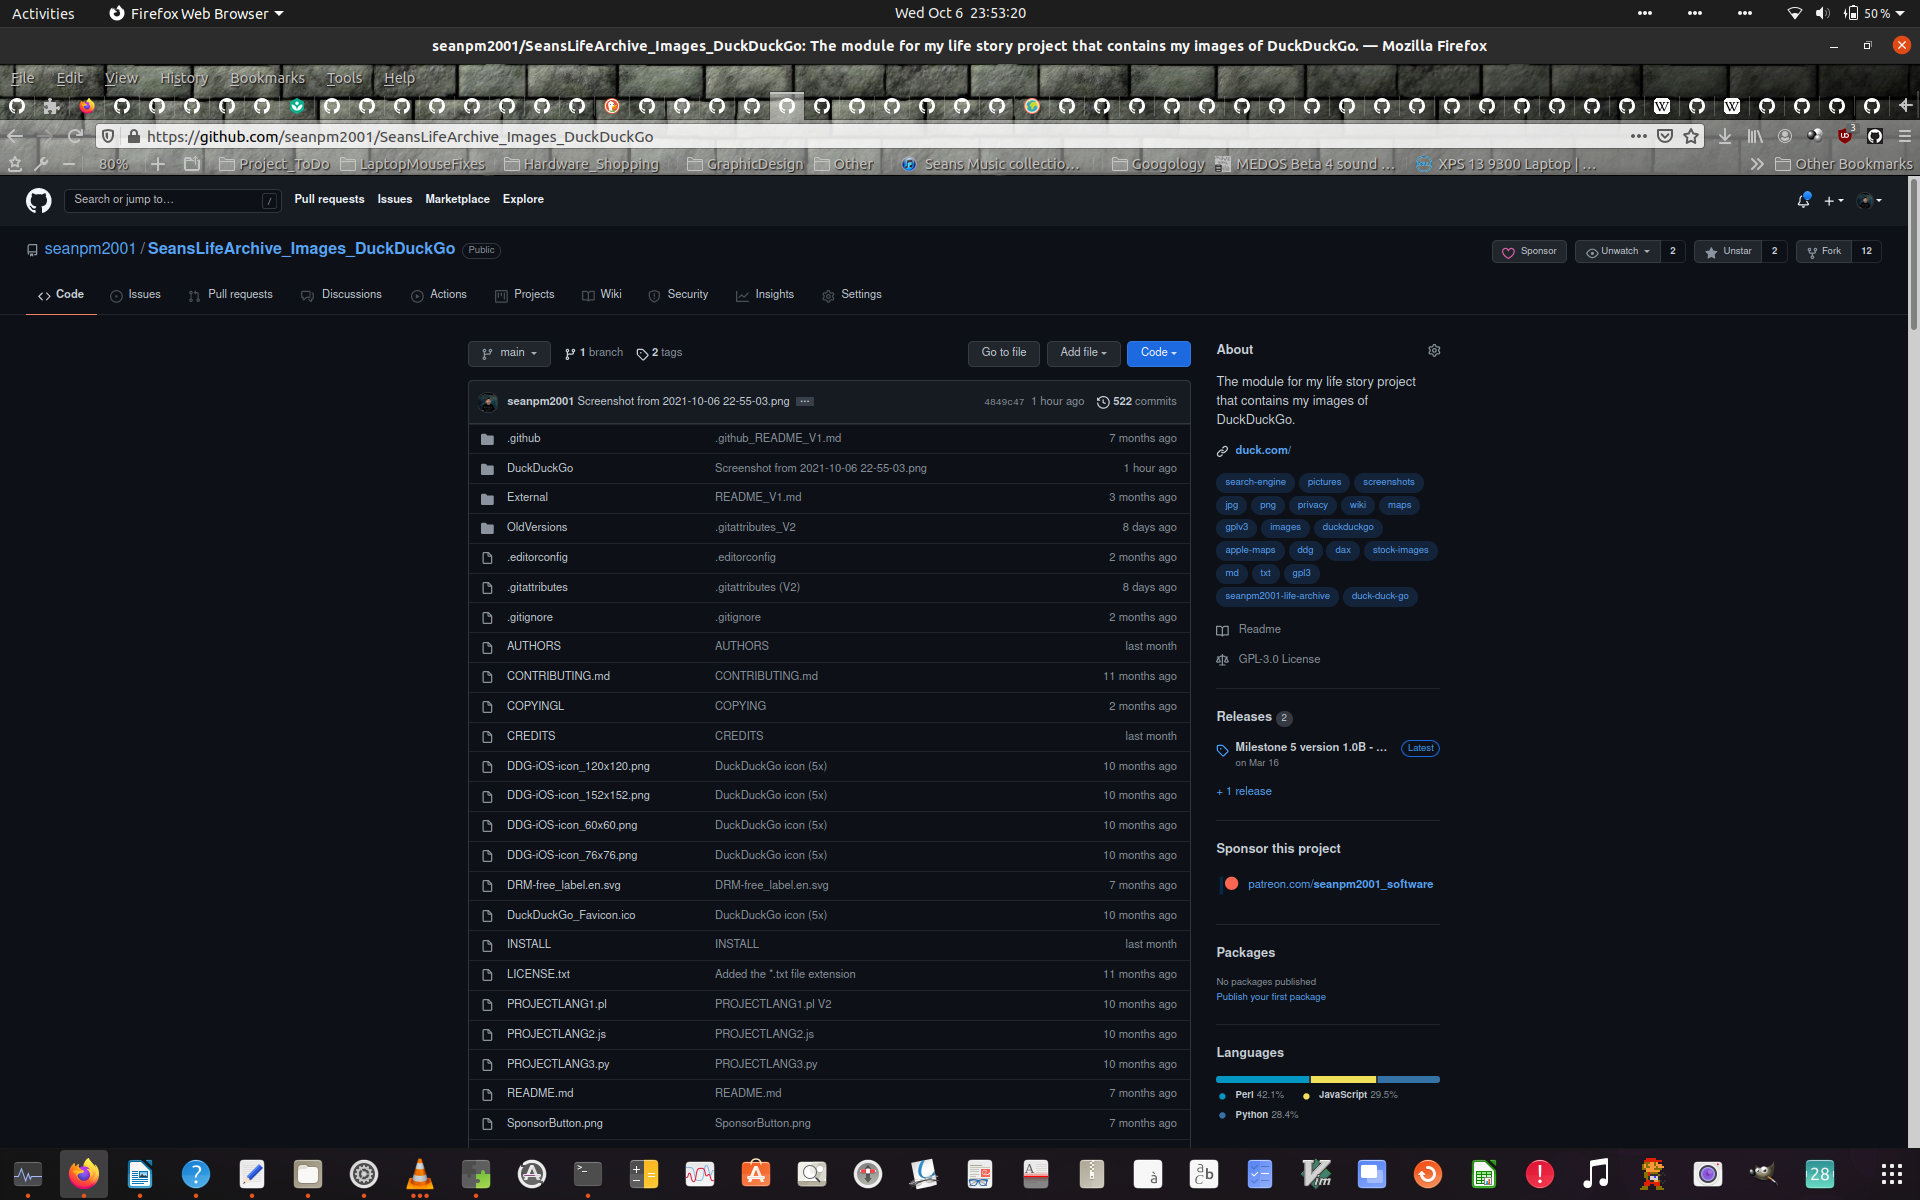 Activities Firefox Web Browser Wed Oct 6 23:53:20 50 %
seanpm2001/SeansLifeArchive_Images_DuckDuckGo: The module for my life story project that contains my images of DuckDuckGo. — Mozilla Firefox
File Edit View History Bookmarks Tools Help
https://github.com/seanpm2001/SeansLifeArchive_Images_DuckDuckGo 3
80% Project_ToDo LaptopMouseFixes Hardware_Shopping GraphicDesign Other Seans Music collectio... Googology MEDOS Beta 4 sound ... XPS 13 9300 Laptop | ... Other Bookmarks
Search or jump to... / Pull requests Issues Marketplace Explore
seanpm2001 / SeansLifeArchive_Images_DuckDuckGo Public Sponsor Unwatch 2 Unstar 2 Fork 12
Code Issues Pull requests Discussions Actions Projects Wiki Security Insights Settings
main 1 branch 2 tags Go to file Add file Code
seanpm2001 Screenshot from 2021-10-06 22-55-03.png ... 4849c47 1 hour ago 522 commits
.github .github_README_V1.md 7 months ago
DuckDuckGo Screenshot from 2021-10-06 22-55-03.png 1 hour ago
External README_V1.md 3 months ago
OldVersions .gitattributes_V2 8 days ago
.editorconfig .editorconfig 2 months ago
.gitattributes .gitattributes (V2) 8 days ago
.gitignore .gitignore 2 months ago
AUTHORS AUTHORS last month
CONTRIBUTING.md CONTRIBUTING.md 11 months ago
COPYINGL COPYING 2 months ago
CREDITS CREDITS last month
DDG-iOS-icon_120x120.png DuckDuckGo icon (5x) 10 months ago
DDG-iOS-icon_152x152.png DuckDuckGo icon (5x) 10 months ago
DDG-iOS-icon_60x60.png DuckDuckGo icon (5x) 10 months ago
DDG-iOS-icon_76x76.png DuckDuckGo icon (5x) 10 months ago
DRM-free_label.en.svg DRM-free_label.en.svg 7 months ago
DuckDuckGo_Favicon.ico DuckDuckGo icon (5x) 10 months ago
INSTALL INSTALL last month
LICENSE.txt Added the *.txt file extension 11 months ago
PROJECTLANG1.pl PROJECTLANG1.pl V2 10 months ago
PROJECTLANG2.js PROJECTLANG2.js 10 months ago
PROJECTLANG3.py PROJECTLANG3.py 10 months ago
README.md README.md 7 months ago
SponsorButton.png SponsorButton.png 7 months ago
About
The module for my life story project
that contains my images of
DuckDuckGo.
duck.com/
search-engine pictures screenshots
jpg png privacy wiki maps
gplv3 images duckduckgo
apple-maps ddg dax stock-images
md txt gpl3
seanpm2001-life-archive duck-duck-go
Readme
GPL-3.0 License
Releases 2
Milestone 5 version 1.0B - ... Latest
on Mar 16
+ 1 release
Sponsor this project
patreon.com/seanpm2001_software
Packages
No packages published
Publish your first package
Languages
Perl 42.1% JavaScript 29.5%
Python 28.4%
28